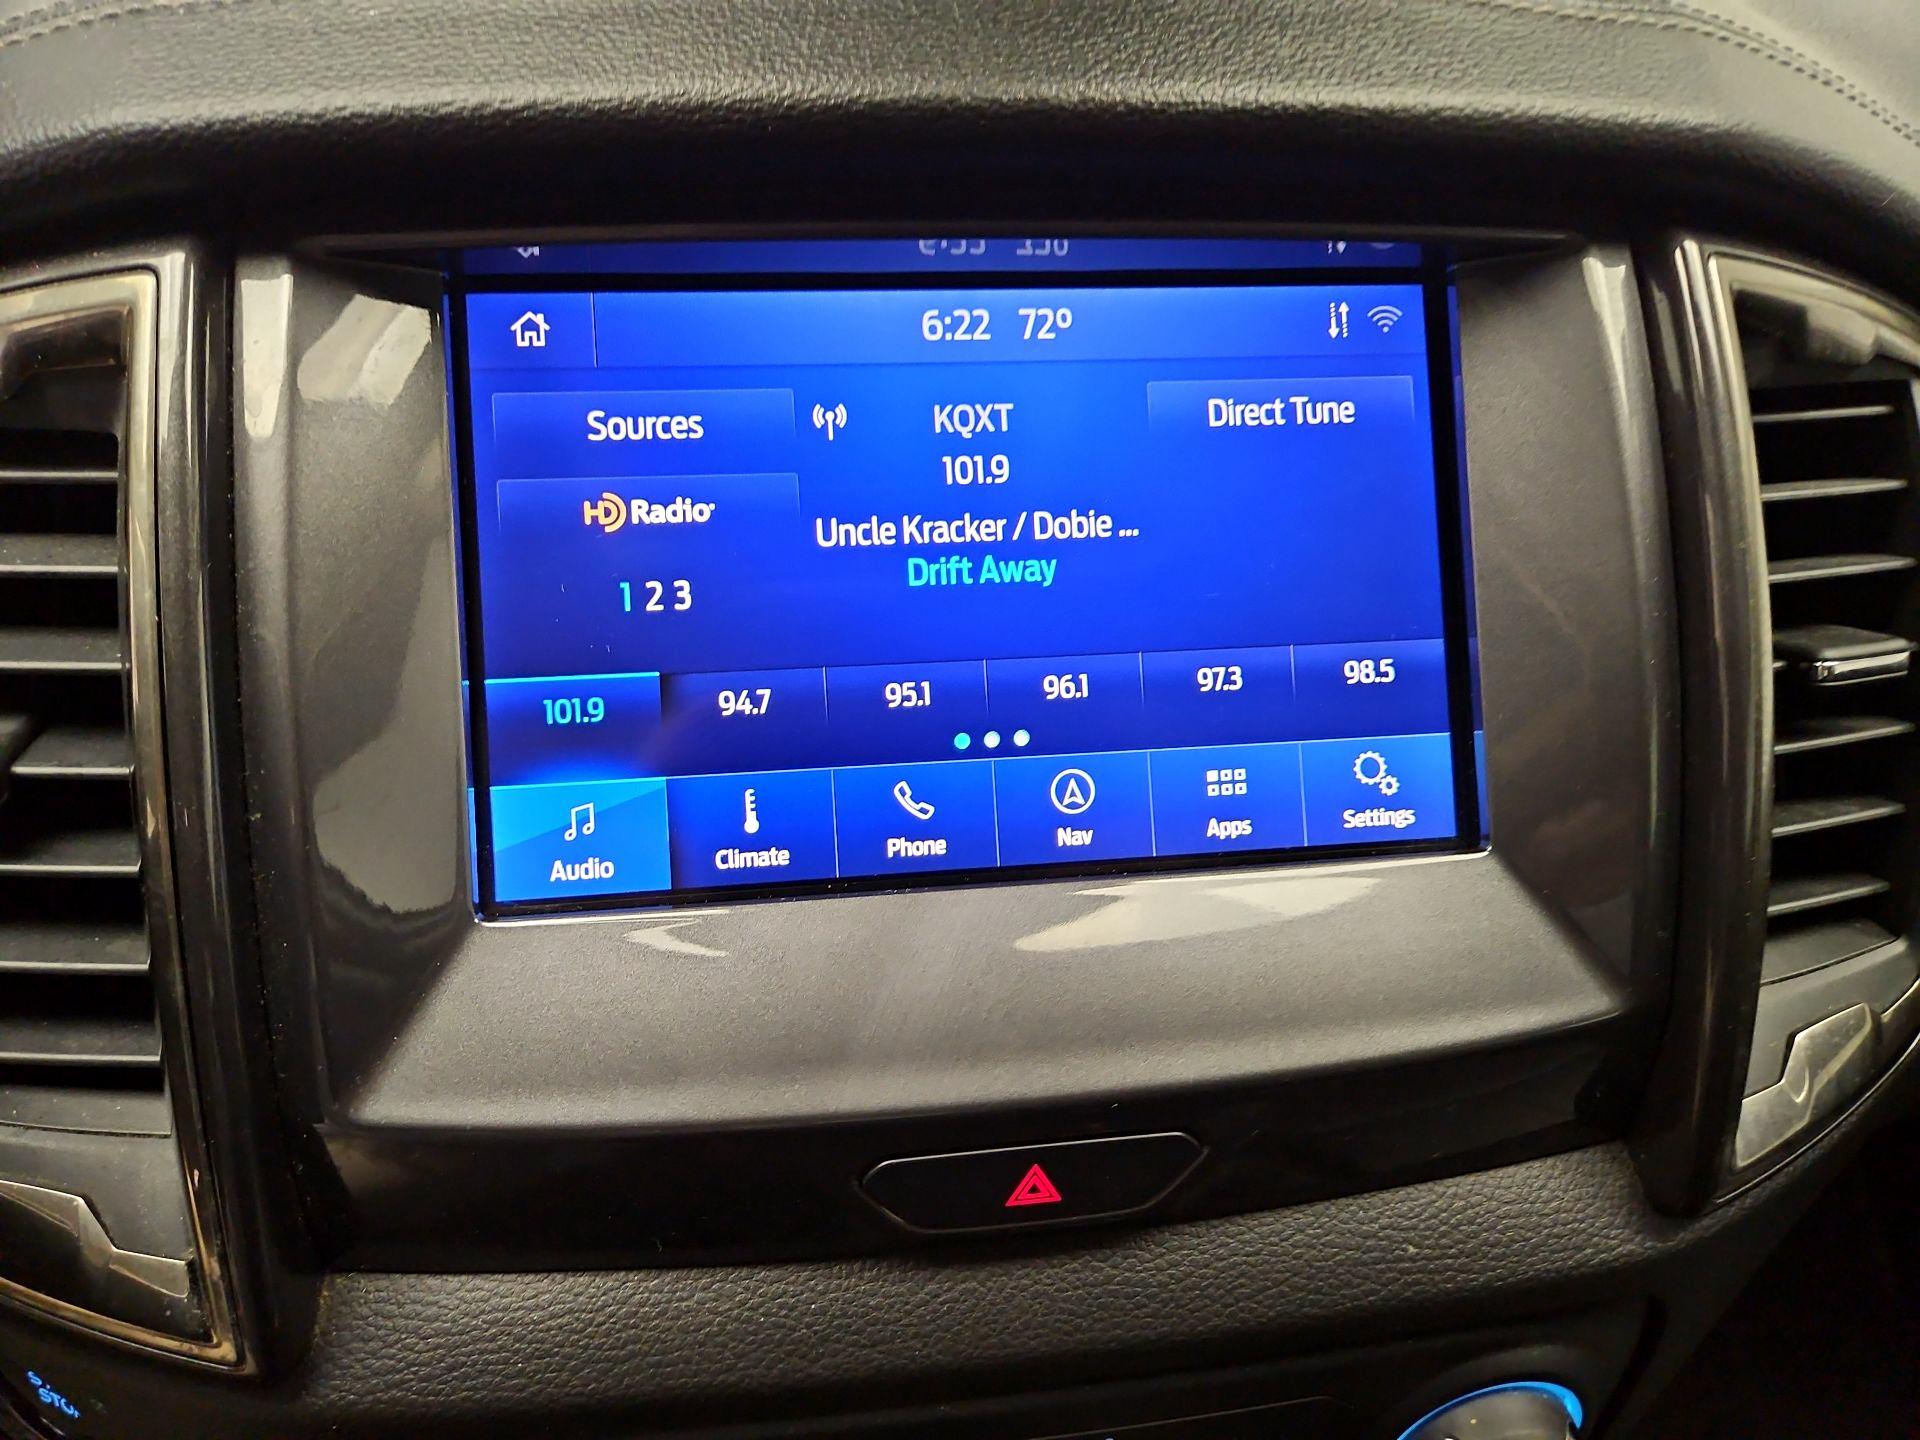 6:22 72°
Sources
KQXT
Direct Tune
101.9
HD Radio
Uncle Kracker / Dobie ...
Drift Away
1 2 3
101.9 94.7 95.1 96.1 97.3 98.5
Audio Climate Phone Nav Apps Settings